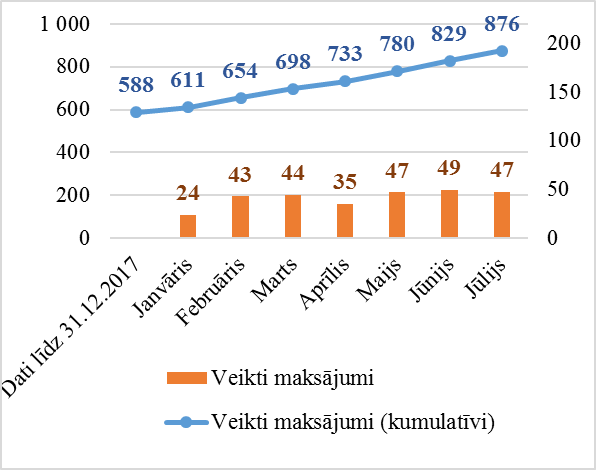 1 000
800
600
400
200
0
200
150
100
50
0
588 611 654 698 733 780 829 876
24 43 44 35 47 49 47
Dati līdz 31.12.2017
Janvāris
Februāris
Marts
Aprīlis
Maijs
Jūnijs
Jūlijs
Veikti maksājumi
Veikti maksājumi (kumulatīvi)